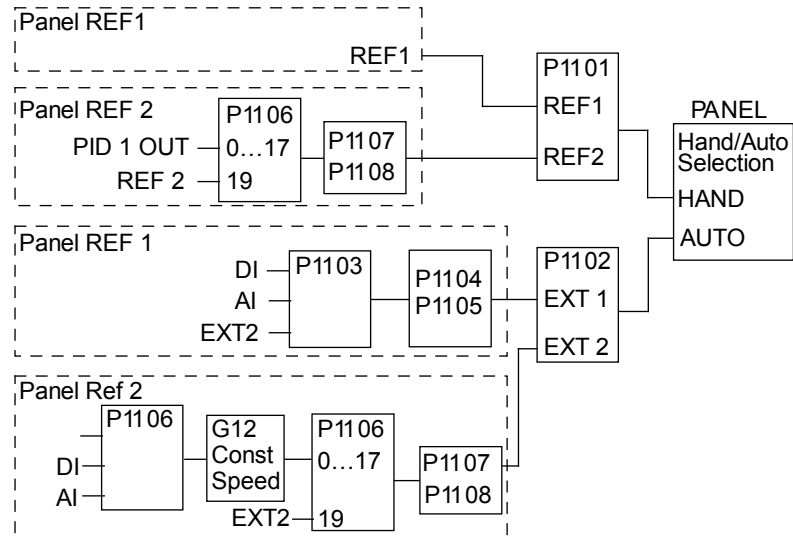 Panel REF1
REF1
Panel REF 2
P1106
PID 1 OUT
0...17
REF 2
19
P1107
P1108
P1101
REF1
REF2
PANEL
Hand/Auto
Selection
HAND
AUTO
Panel REF 1
DI
AI
EXT2
P1103
P1104
P1105
P1102
EXT 1
EXT 2
Panel Ref 2
P1106
DI
AI
G12
Const
Speed
P1106
0...17
EXT2
19
P1107
P1108